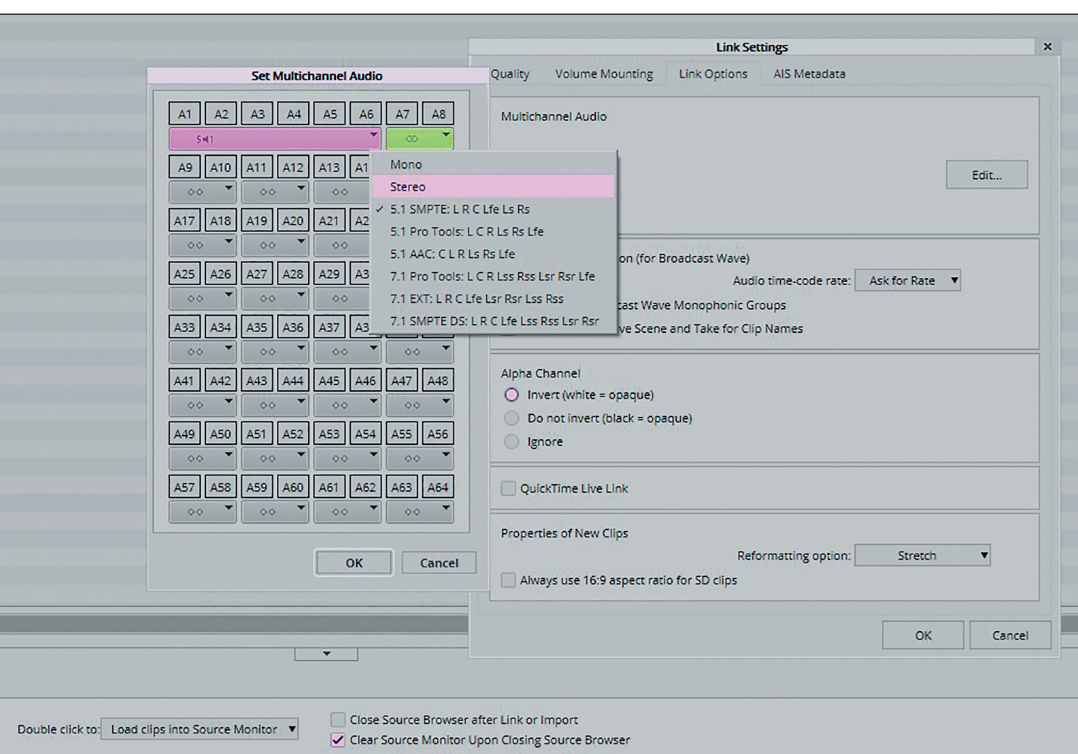 Link Settings
Set Multichannel Audio
Quality Volume Mounting Link Options AIS Metadata
A1 A2 A3 A4 A5 A6 A7 A8
Multichannel Audio
Mono
A9 A10 A11 A12 A13
Edit...
Stereo
✓ 5.1 SMPTE: L R C Lfe Ls Rs
A17 A18 A19 A20 A21
5.1 Pro Tools: L C R Ls Rs Lfe
5.1 AAC: C L R Ls Rs Lfe
on (for Broadcast Wave)
A25 A26 A27 A28 A29
7.1 Pro Tools: L C R Lss Rss Lsr Rsr Lfe
Audio time-code rate: Ask for Rate
7.1 EXT: L R C Lfe Lsr Rsr Lss Rss
cast Wave Monophonic Groups
7.1 SMPTE DS: L R C Lfe Lss Rss Lsr Rsr
A33 A34 A35 A36 A37
ve Scene and Take for Clip Names
Alpha Channel
A41 A42 A43 A44 A45 A46 A47 A48
Invert (white = opaque)
Do not invert (black = opaque)
A49 A50 A51 A52 A53 A54 A55 A56
Ignore
A57 A58 A59 A60 A61 A62 A63 A64
QuickTime Live Link
Properties of New Clips
Reformatting option: Stretch
OK Cancel
Always use 16:9 aspect ratio for SD clips
OK Cancel
Close Source Browser after Link or Import
Double click to: Load clips into Source Monitor
Clear Source Monitor Upon Closing Source Browser